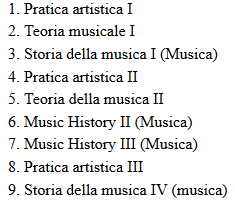 1. Pratica artistica I
2. Teoria musicale I
3. Storia della musica I (Musica)
4. Pratica artistica II
5. Teoria della musica II
6. Music History II (Musica)
7. Music History III (Musica)
8. Pratica artistica III
9. Storia della musica IV (musica)